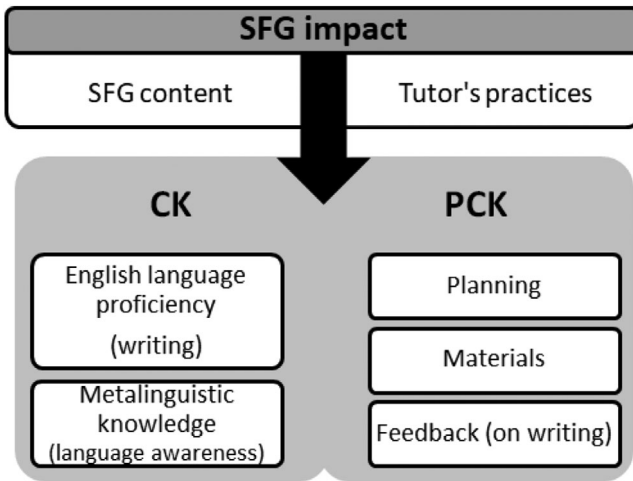 SFG impact
SFG content
Tutor's practices
CK
PCK
English language
proficiency
(writing)
Metalinguistic
knowledge
(language awareness)
Planning
Materials
Feedback (on writing)